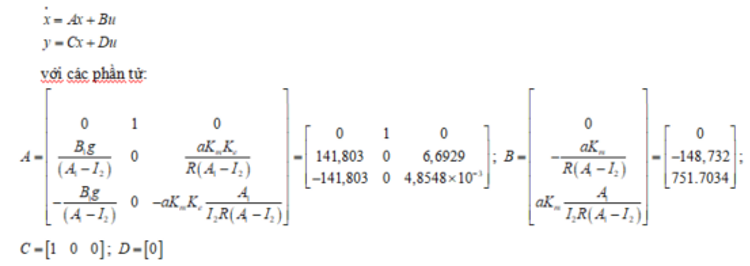 ẋ = Ax + Bu
y = Cx + Du
với các phần tử:
A = [0 1 0; B₁g/(A₁ − I₂) 0 aKₘKₑ/R(A₁ − I₂); −B₁g/(A₁ − I₂) 0 −aKₘKₑ A₁/I₂R(A₁ − I₂)] = [0 1 0; 141,803 0 6,6929; −141,803 0 4,8548×10⁻³]; B = [0; −aKₘ/R(A₁ − I₂); aKₘ A₁/I₂R(A₁ − I₂)] = [0; −148,732; 751.7034];
C = [1 0 0]; D = [0]